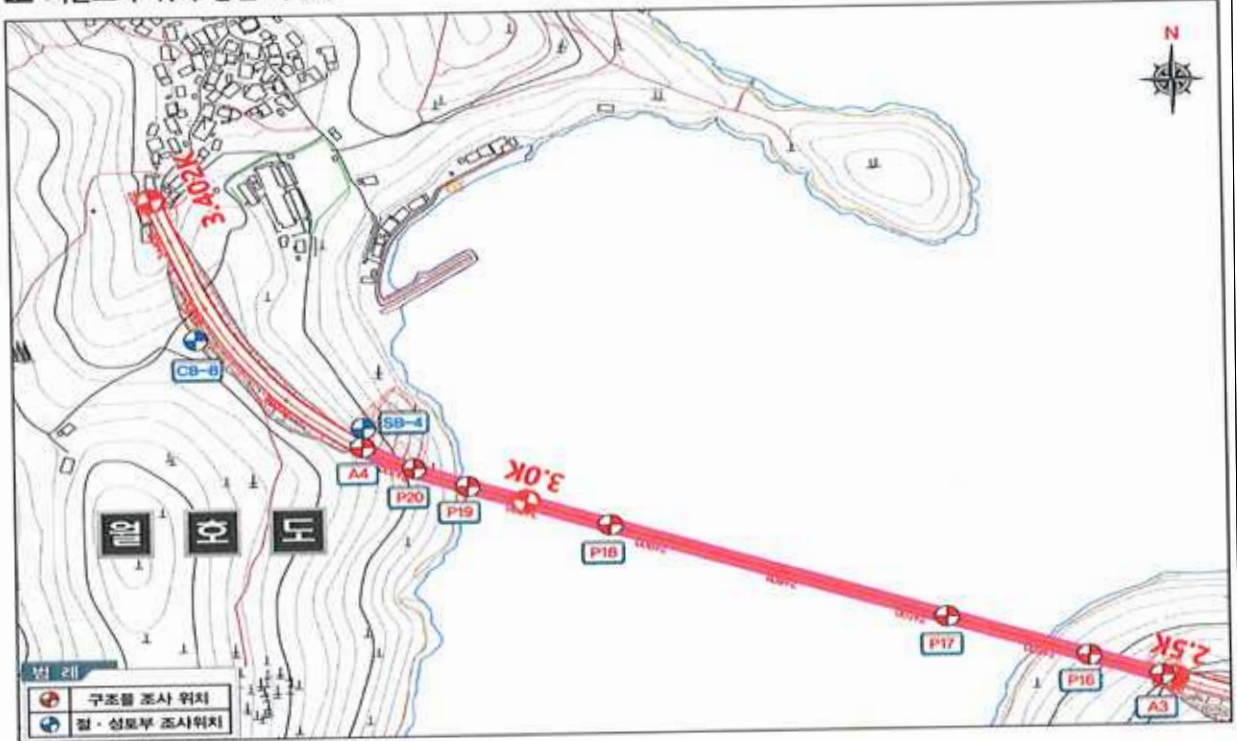 N
3.402K
CB-8
SB-4
A4
P20
P19
3.0K
P18
P17
P16
2.5K
A3
월 호 도
범 례
구조물 조사 위치
절 · 성토부 조사위치